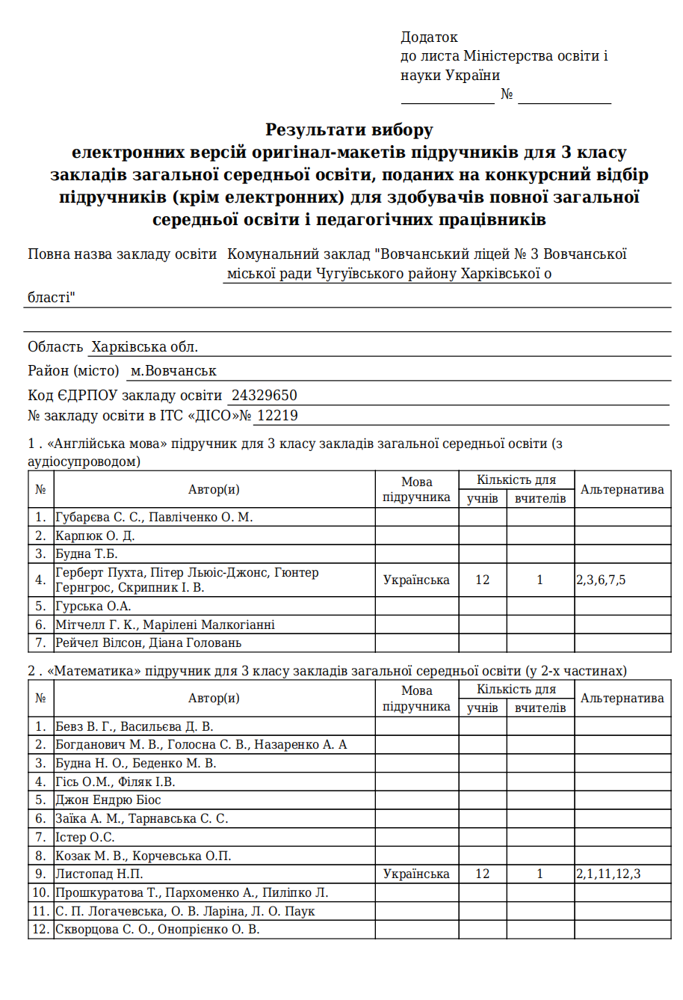 Додаток
до листа Міністерства освіти і
науки України
____________ № ____________
Результати вибору
електронних версій оригінал-макетів підручників для 3 класу
закладів загальної середньої освіти, поданих на конкурсний відбір
підручників (крім електронних) для здобувачів повної загальної
середньої освіти і педагогічних працівників
Повна назва закладу освіти Комунальний заклад "Вовчанський ліцей № 3 Вовчанської
міської ради Чугуївського району Харківської о
бласті"
Область Харківська обл.
Район (місто) м.Вовчанськ
Код ЄДРПОУ закладу освіти 24329650
№ закладу освіти в ІТС «ДІСО»№ 12219
1 . «Англійська мова» підручник для 3 класу закладів загальної середньої освіти (з
аудіосупроводом)
№ Автор(и) Мова підручника Кількість для Альтернатива
учнів вчителів
1. Губарєва С. С., Павліченко О. М.
2. Карпюк О. Д.
3. Будна Т.Б.
4. Герберт Пухта, Пітер Льюіс-Джонс, Гюнтер
Гернгрос, Скрипник І. В. Українська 12 1 2,3,6,7,5
5. Гурська О.А.
6. Мітчелл Г. К., Марілені Малкогіанні
7. Рейчел Вілсон, Діана Головань
2 . «Математика» підручник для 3 класу закладів загальної середньої освіти (у 2-х частинах)
№ Автор(и) Мова підручника Кількість для Альтернатива
учнів вчителів
1. Бевз В. Г., Васильєва Д. В.
2. Богданович М. В., Голосна С. В., Назаренко А. А
3. Будна Н. О., Беденко М. В.
4. Гісь О.М., Філяк І.В.
5. Джон Ендрю Біос
6. Заїка А. М., Тарнавська С. С.
7. Істер О.С.
8. Козак М. В., Корчевська О.П.
9. Листопад Н.П. Українська 12 1 2,1,11,12,3
10. Прошкуратова Т., Пархоменко А., Пиліпко Л.
11. С. П. Логачевська, О. В. Ларіна, Л. О. Паук
12. Скворцова С. О., Онопрієнко О. В.